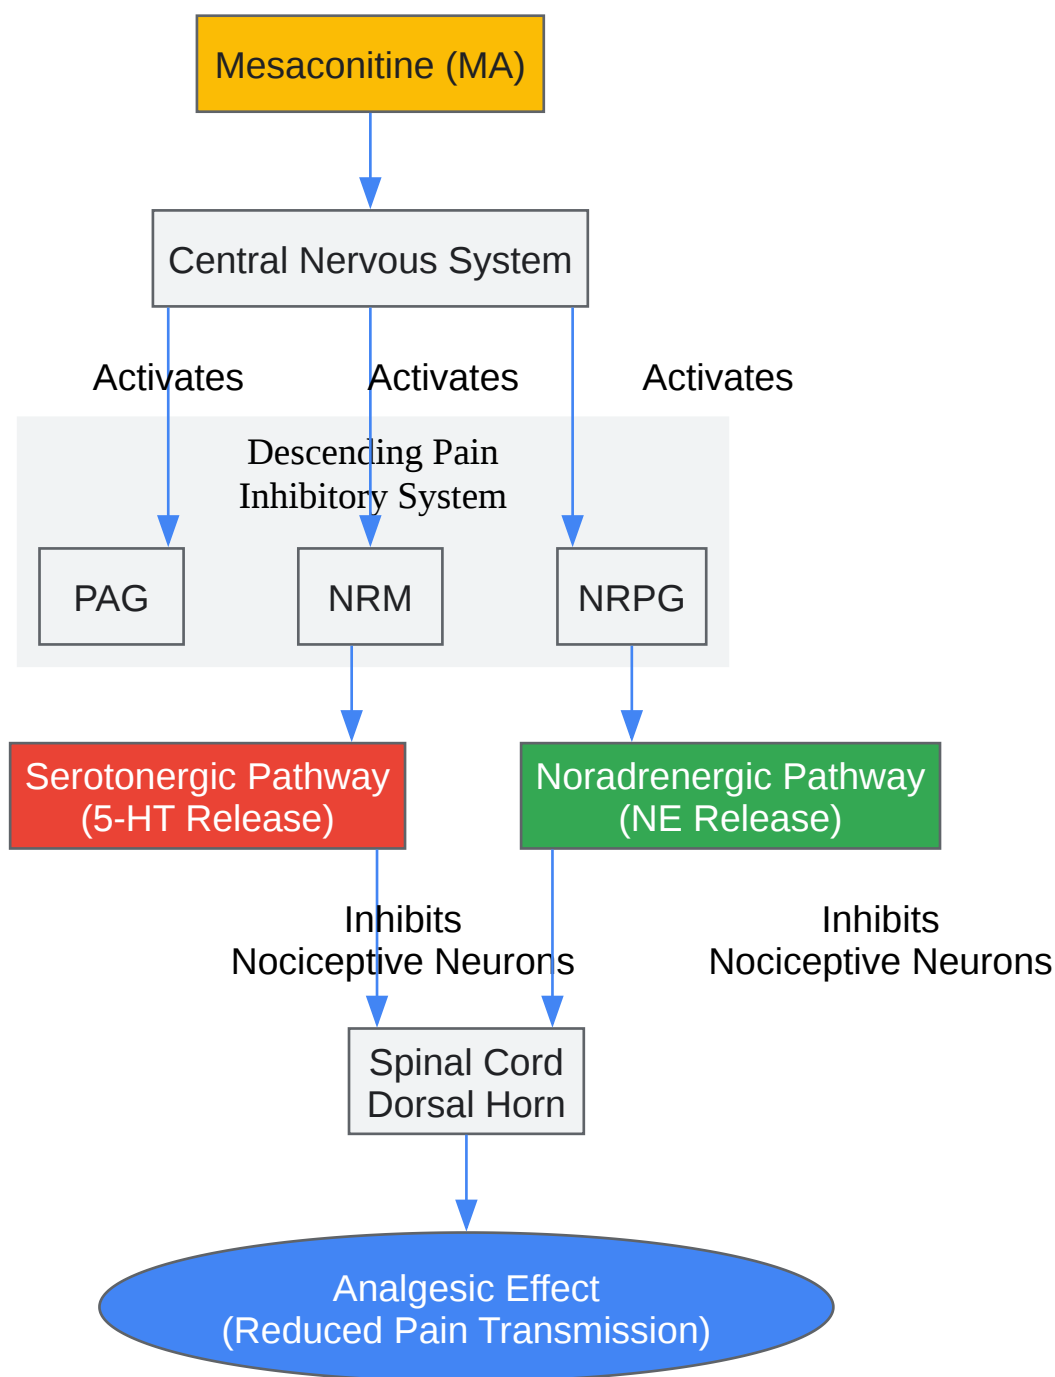 Mesaconitine (MA)
Central Nervous System
Activates
Activates
Activates
Descending Pain
Inhibitory System
PAG
NRM
NRPG
Serotonergic Pathway
(5-HT Release)
Noradrenergic Pathway
(NE Release)
Inhibits
Nociceptive Neurons
Inhibits
Nociceptive Neurons
Spinal Cord
Dorsal Horn
Analgesic Effect
(Reduced Pain Transmission)